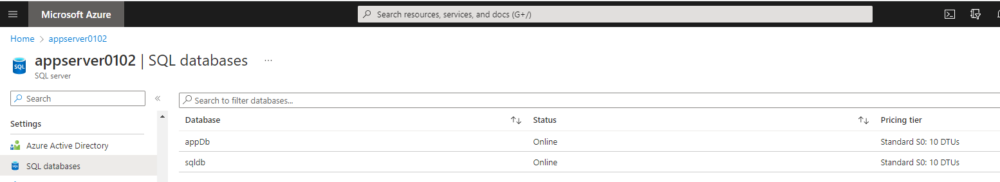 Microsoft Azure
Search resources, services, and docs (G+/)
Home > appserver0102
appserver0102 | SQL databases ...
SQL
SQL server
Search «
Search to filter databases...
Settings
Database Status Pricing tier
Azure Active Directory
appDb Online Standard S0: 10 DTUs
SQL databases
sqldb Online Standard S0: 10 DTUs